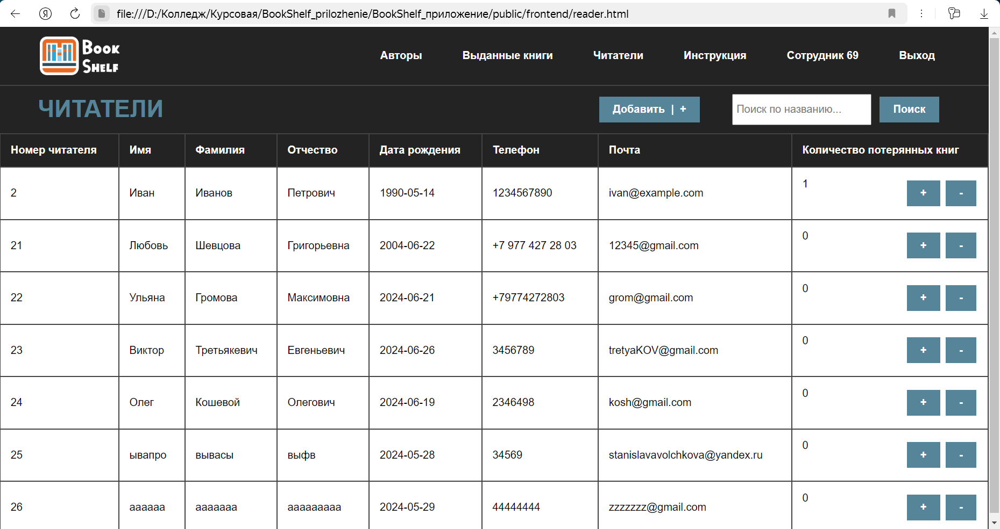 file:///D:/Колледж/Курсовая/BookShelf_prilozhenie/BookShelf_приложение/public/frontend/reader.html
Book Shelf
Авторы Выданные книги Читатели Инструкция Сотрудник 69 Выход
ЧИТАТЕЛИ Добавить | + Поиск по названию... Поиск
Номер читателя Имя Фамилия Отчество Дата рождения Телефон Почта Количество потерянных книг
2 Иван Иванов Петрович 1990-05-14 1234567890 ivan@example.com 1 + -
21 Любовь Шевцова Григорьевна 2004-06-22 +7 977 427 28 03 12345@gmail.com 0 + -
22 Ульяна Громова Максимовна 2024-06-21 +79774272803 grom@gmail.com 0 + -
23 Виктор Третьякевич Евгеньевич 2024-06-26 3456789 tretyaKOV@gmail.com 0 + -
24 Олег Кошевой Олегович 2024-06-19 2346498 kosh@gmail.com 0 + -
25 ывапро вывасы выфв 2024-05-28 34569 stanislavavolchkova@yandex.ru 0 + -
26 аааааа ааааааа ааааааааа 2024-05-29 44444444 zzzzzzz@gmail.com 0 + -